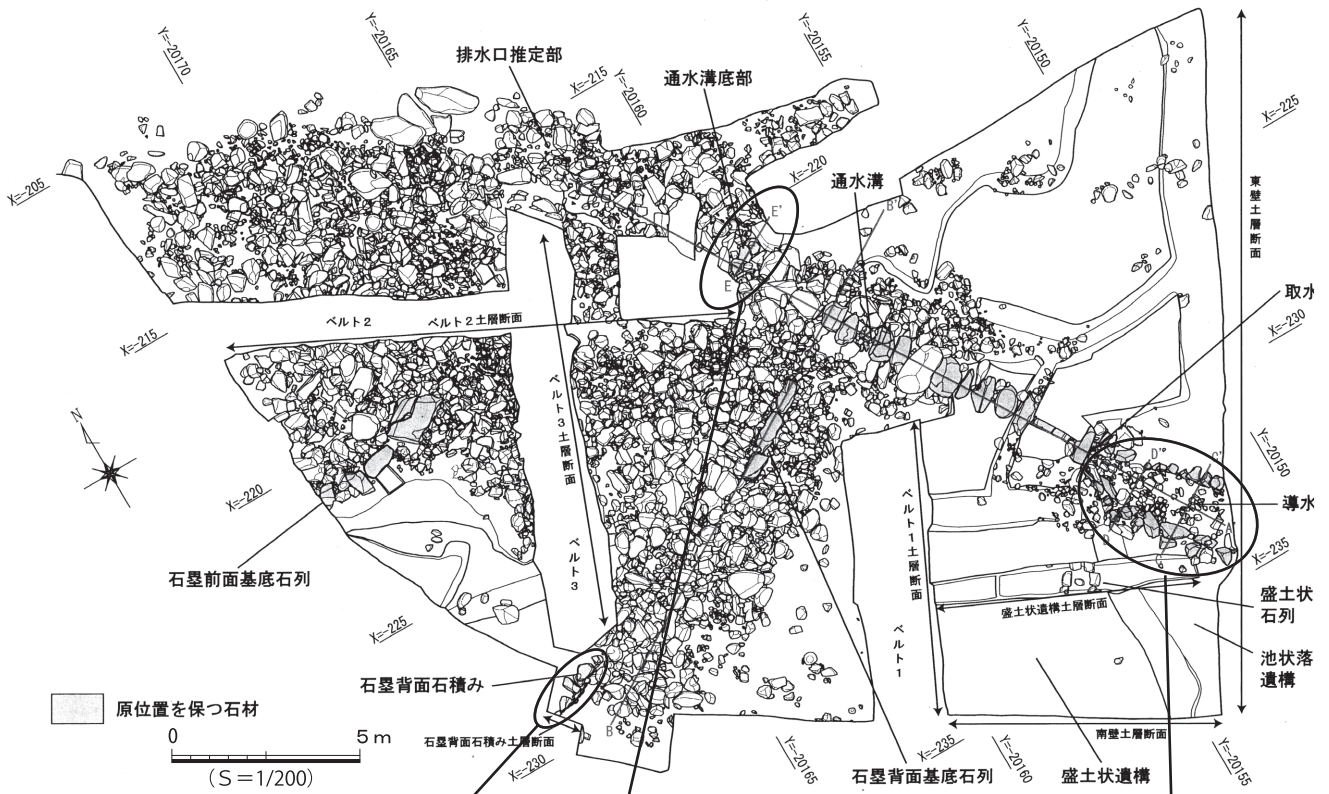 Y=-20170
Y=-20165
排水口推定部
X=-215
Y=-20160
通水溝底部
Y=-20155
Y=-20150
X=-225
X=-205
X=-220
通水溝
E'
B'
E
東壁土層断面
取水
X=-230
ベルト2
ベルト2土層断面
X=-215
N
ベルト3土層断面
ベルト3
X=-220
D'
C'
Y=-20150
導水
A
X=-235
ベルト1土層断面
ベルト1
石塁前面基底石列
盛土状遺構土層断面
盛土状
石列
X=-225
池状落
遺構
石塁背面石積み
原位置を保つ石材
B
石塁背面石積み土層断面
南壁土層断面
0
5 m
(S=1/200)
X=-230
Y=-20165
石塁背面基底石列
X=-235
Y=-20160
盛土状遺構
Y=-20155